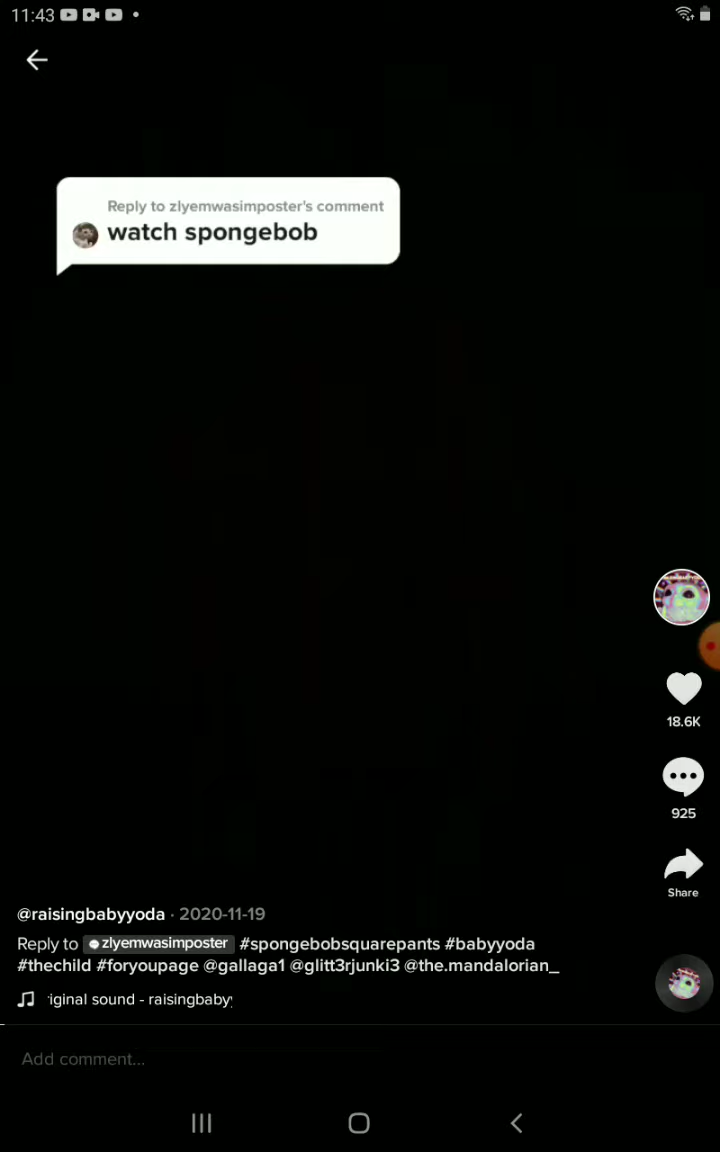 11:43
Reply to zlyemwasimposter's comment
watch spongebob
18.6K
925
Share
@raisingbabyyoda · 2020-11-19
Reply to zlyemwasimposter #spongebobsquarepants #babyyoda
#thechild #foryoupage @gallaga1 @glitt3rjunki3 @the.mandalorian_
iginal sound - raisingbaby
Add comment...